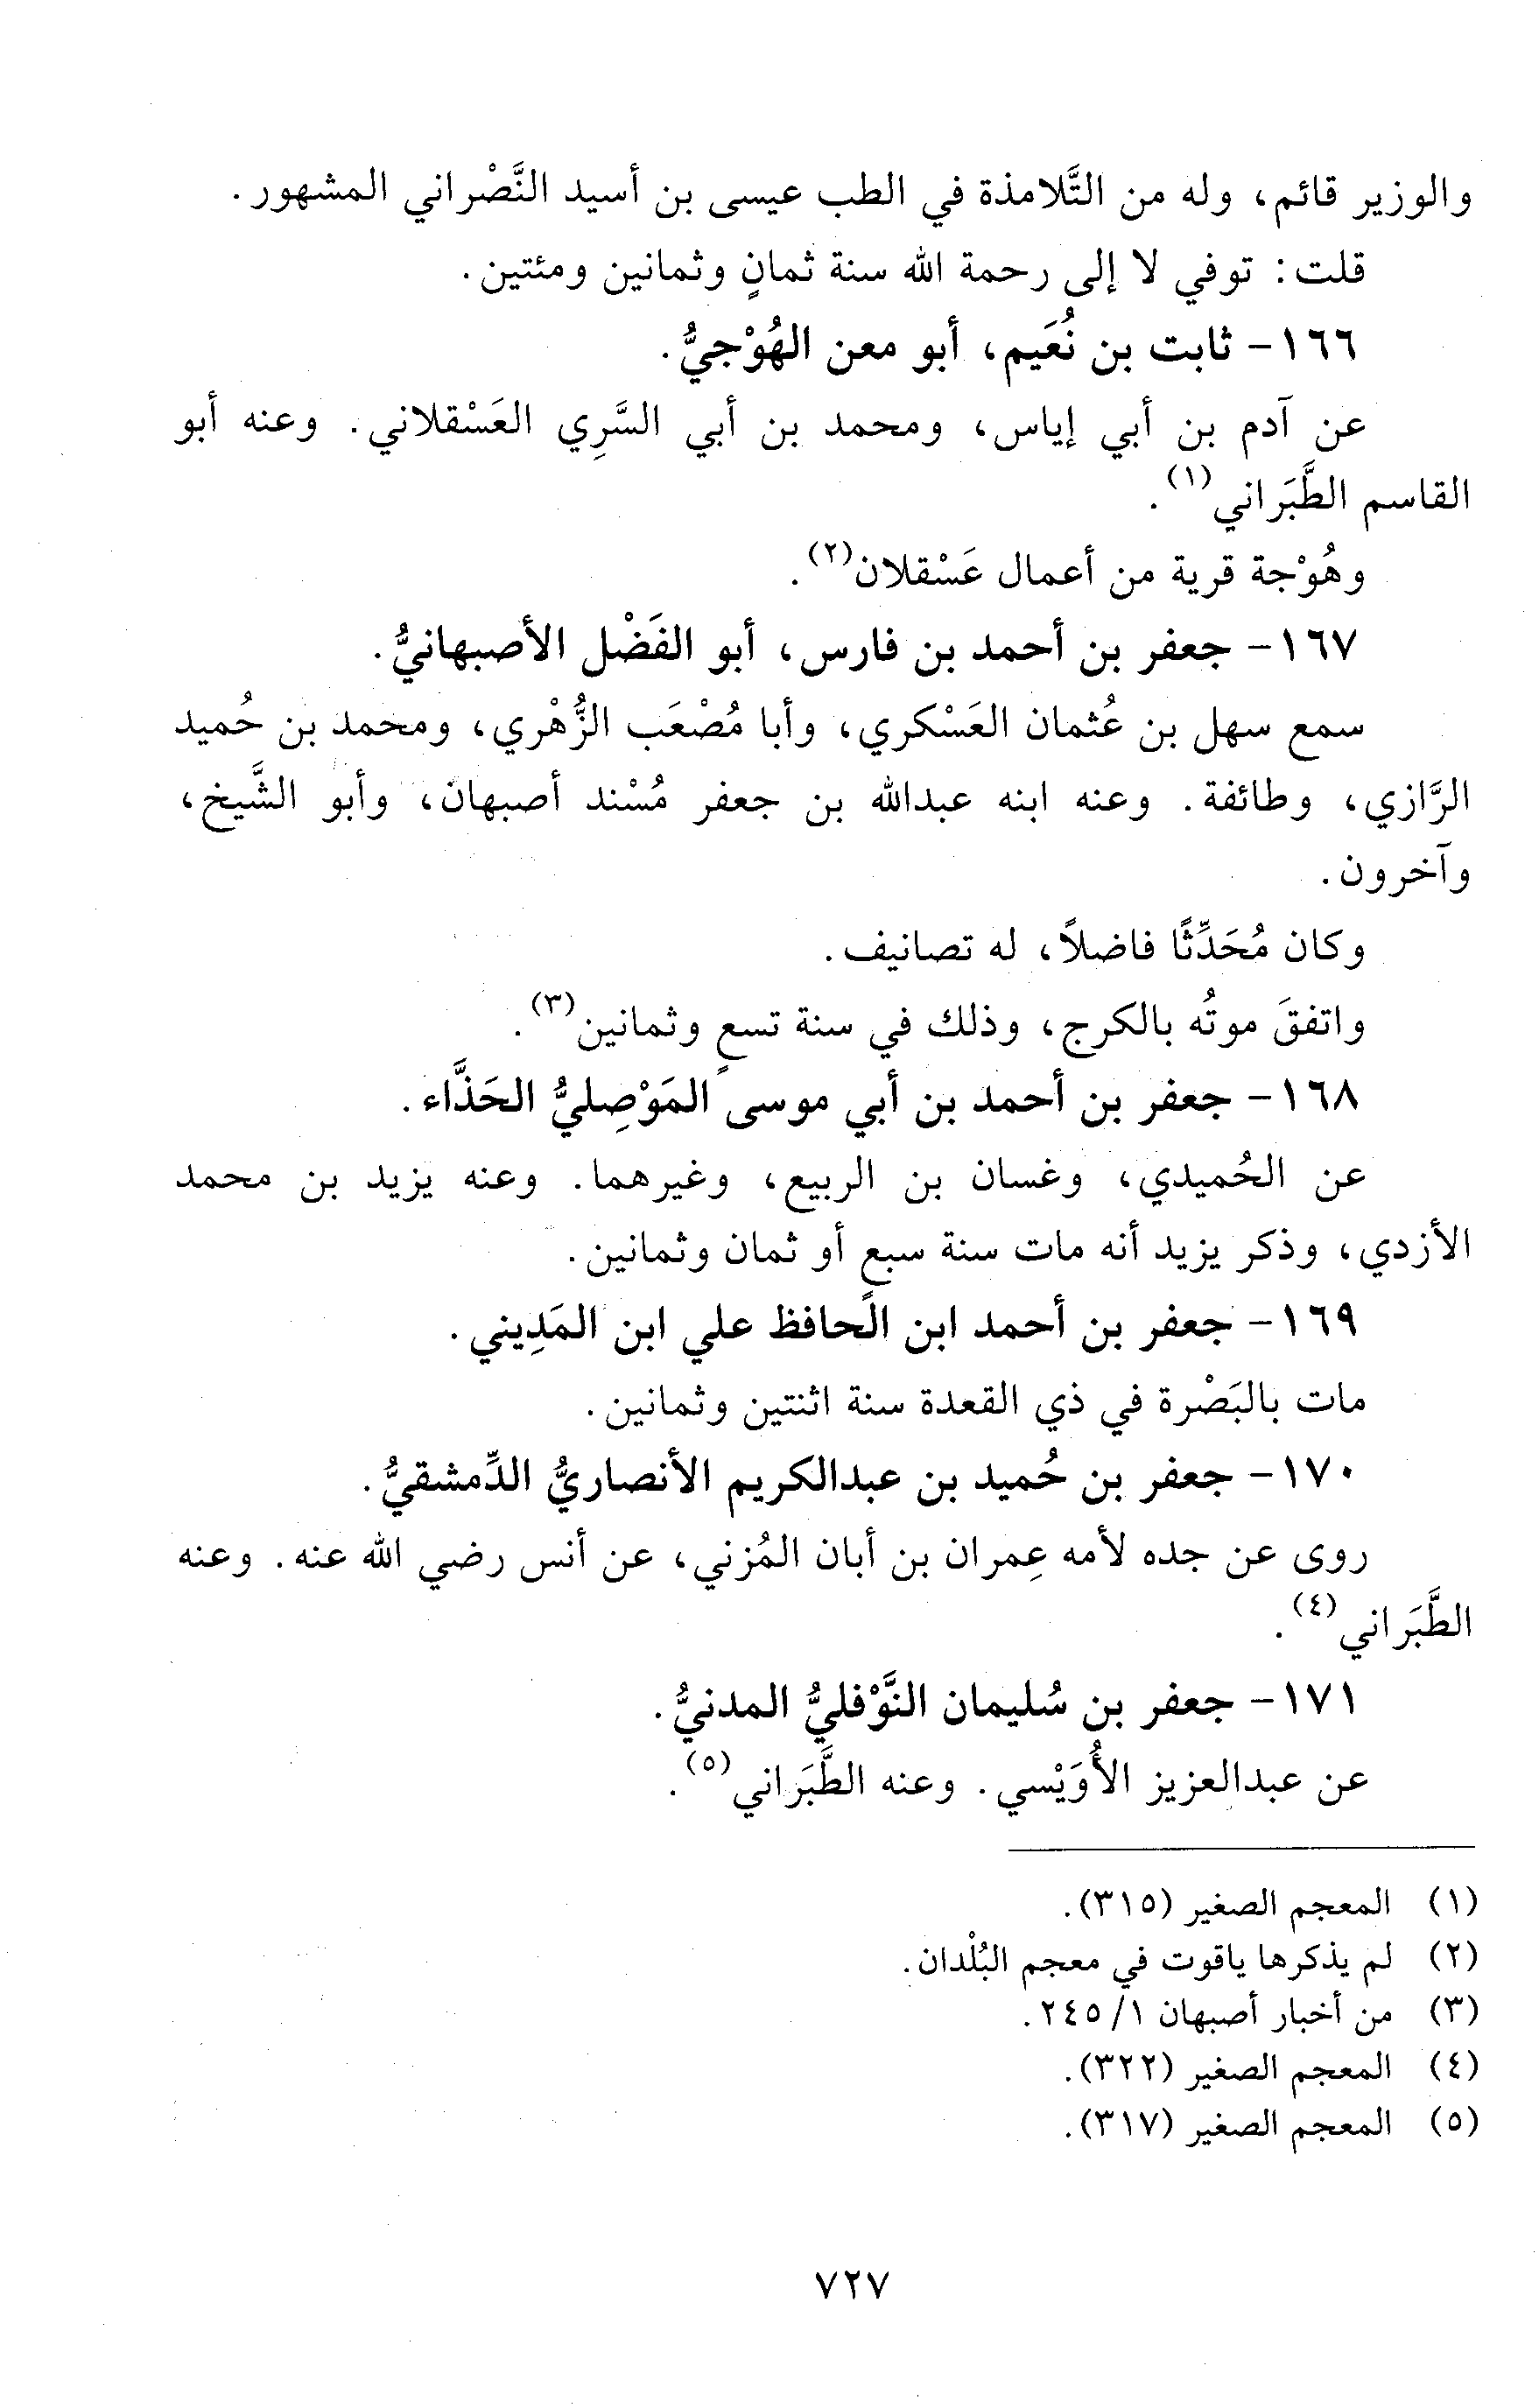 والوزير قائم، وله من التَّلامذة في الطب عيسى بن أسيد النَّصْراني المشهور.
قلت: توفي لا إلى رحمة الله سنة ثمانٍ وثمانين ومئتين.
١٦٦- ثابت بن نُعَيم، أبو معن الهُوْجيُّ.
عن آدم بن أبي إياس، ومحمد بن أبي السَّرِي العَسْقلاني. وعنه أبو
القاسم الطَّبَراني(١).
وهُوْجة قرية من أعمال عَسْقلان(٢).
١٦٧- جعفر بن أحمد بن فارس، أبو الفَضْل الأصبهانيُّ.
سمع سهل بن عُثمان العَسْكري، وأبا مُصْعَب الزُّهْري، ومحمد بن حُميد
الرَّازي، وطائفة. وعنه ابنه عبدالله بن جعفر مُسْند أصبهان، وأبو الشَّيخ،
وآخرون.
وكان مُحَدِّثًا فاضلاً، له تصانيف.
واتفقَ موتُه بالكرج، وذلك في سنة تسعٍ وثمانين(٣).
١٦٨- جعفر بن أحمد بن أبي موسى المَوْصِليُّ الحَذَّاء.
عن الحُميدي، وغسان بن الربيع، وغيرهما. وعنه يزيد بن محمد
الأزدي، وذكر يزيد أنه مات سنة سبعٍ أو ثمان وثمانين.
١٦٩- جعفر بن أحمد ابن الحافظ علي ابن المَدِيني.
مات بالبَصْرة في ذي القعدة سنة اثنتين وثمانين.
١٧٠- جعفر بن حُميد بن عبدالكريم الأنصاريُّ الدِّمشقيُّ.
روى عن جده لأمه عِمران بن أبان المُزني، عن أنس رضي الله عنه. وعنه
الطَّبَراني(٤).
١٧١- جعفر بن سُليمان النَّوْفليُّ المدنيُّ.
عن عبدالعزيز الأُوَيْسي. وعنه الطَّبَراني(٥).
(١) المعجم الصغير (٣١٥).
(٢) لم يذكرها ياقوت في معجم البُلْدان.
(٣) من أخبار أصبهان ١/ ٢٤٥.
(٤) المعجم الصغير (٣٢٢).
(٥) المعجم الصغير (٣١٧).
٧٢٧